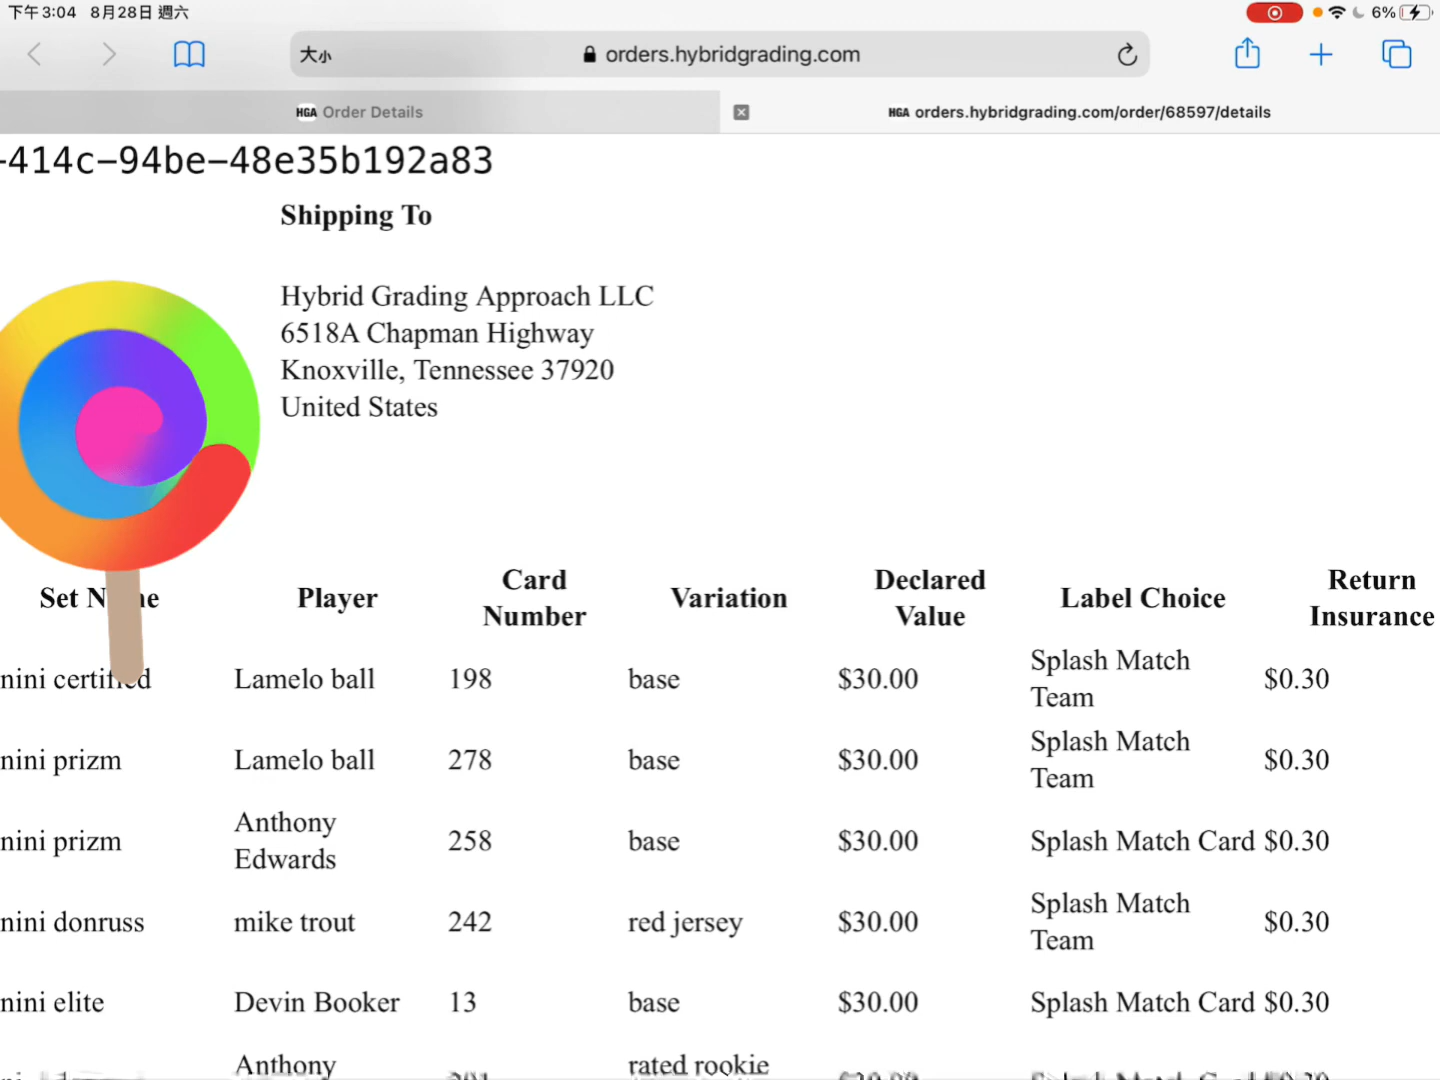 下午3:04 8月28日 週六
6%
大小
orders.hybridgrading.com
HGA Order Details
HGA orders.hybridgrading.com/order/68597/details
-414c-94be-48e35b192a83
Shipping To
Hybrid Grading Approach LLC
6518A Chapman Highway
Knoxville, Tennessee 37920
United States
Set N e Player Card Number Variation Declared Value Label Choice Return Insurance
nini certified Lamelo ball 198 base $30.00 Splash Match Team $0.30
nini prizm Lamelo ball 278 base $30.00 Splash Match Team $0.30
nini prizm Anthony Edwards 258 base $30.00 Splash Match Card $0.30
nini donruss mike trout 242 red jersey $30.00 Splash Match Team $0.30
nini elite Devin Booker 13 base $30.00 Splash Match Card $0.30
Anthony rated rookie